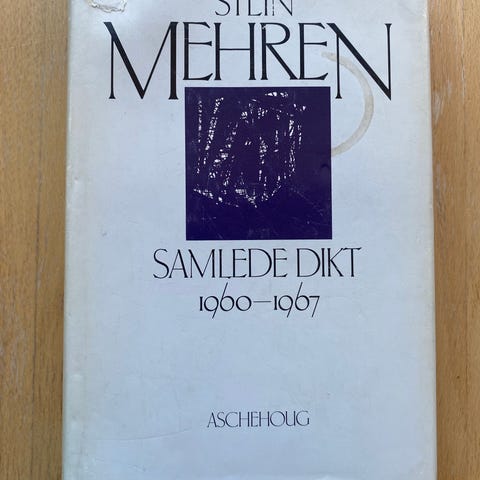 STEIN
MEHREN
SAMLEDE DIKT
1960–1967
ASCHEHOUG